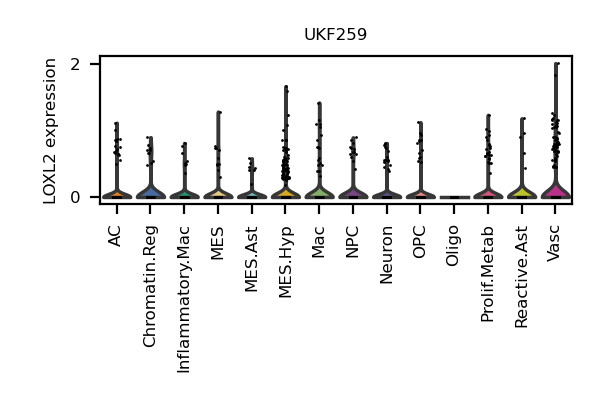 UKF259
LOXL2 expression
2
0
AC
Chromatin.Reg
Inflammatory.Mac
MES
MES.Ast
MES.Hyp
Mac
NPC
Neuron
OPC
Oligo
Prolif.Metab
Reactive.Ast
Vasc